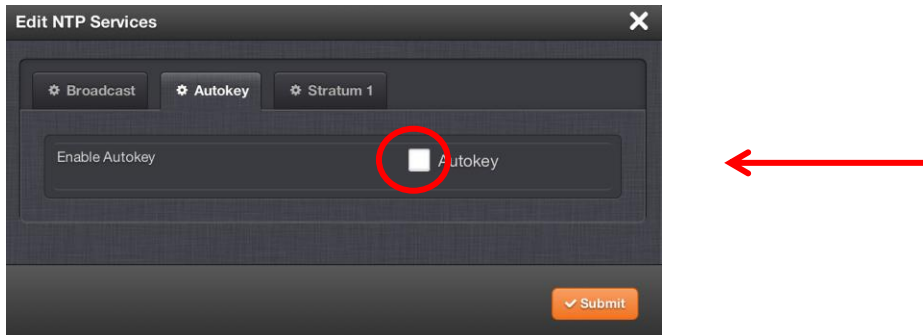 Edit NTP Services
Broadcast Autokey Stratum 1
Enable Autokey Autokey
Submit